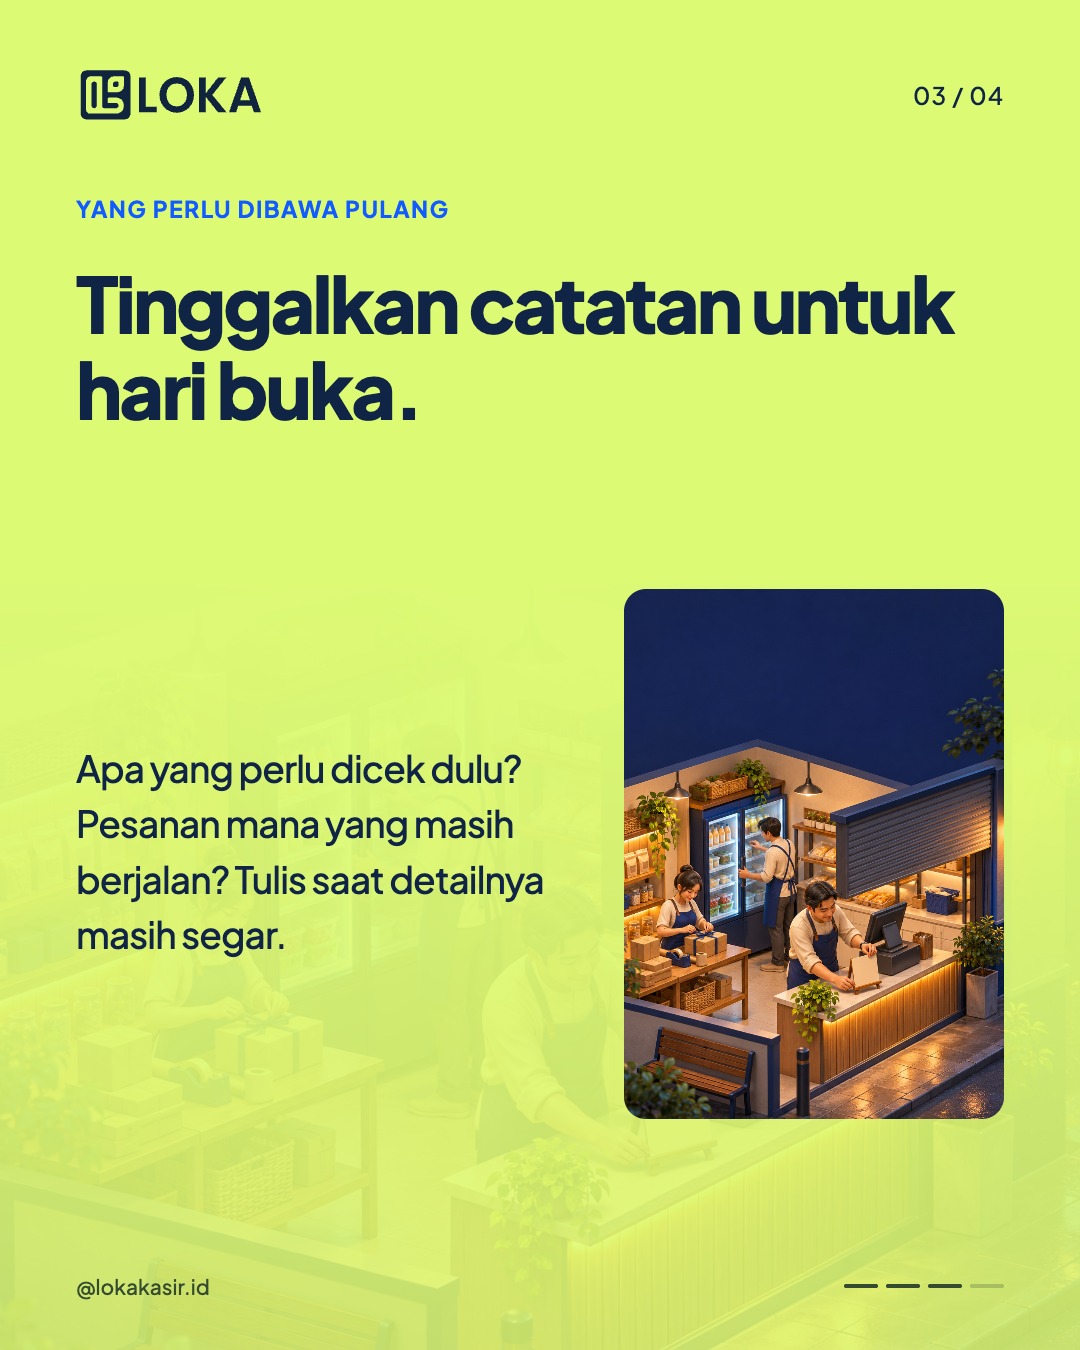 LOKA
03 / 04
YANG PERLU DIBAWA PULANG
Tinggalkan catatan untuk
hari buka.
Apa yang perlu dicek dulu?
Pesanan mana yang masih
berjalan? Tulis saat detailnya
masih segar.
@lokakasir.id